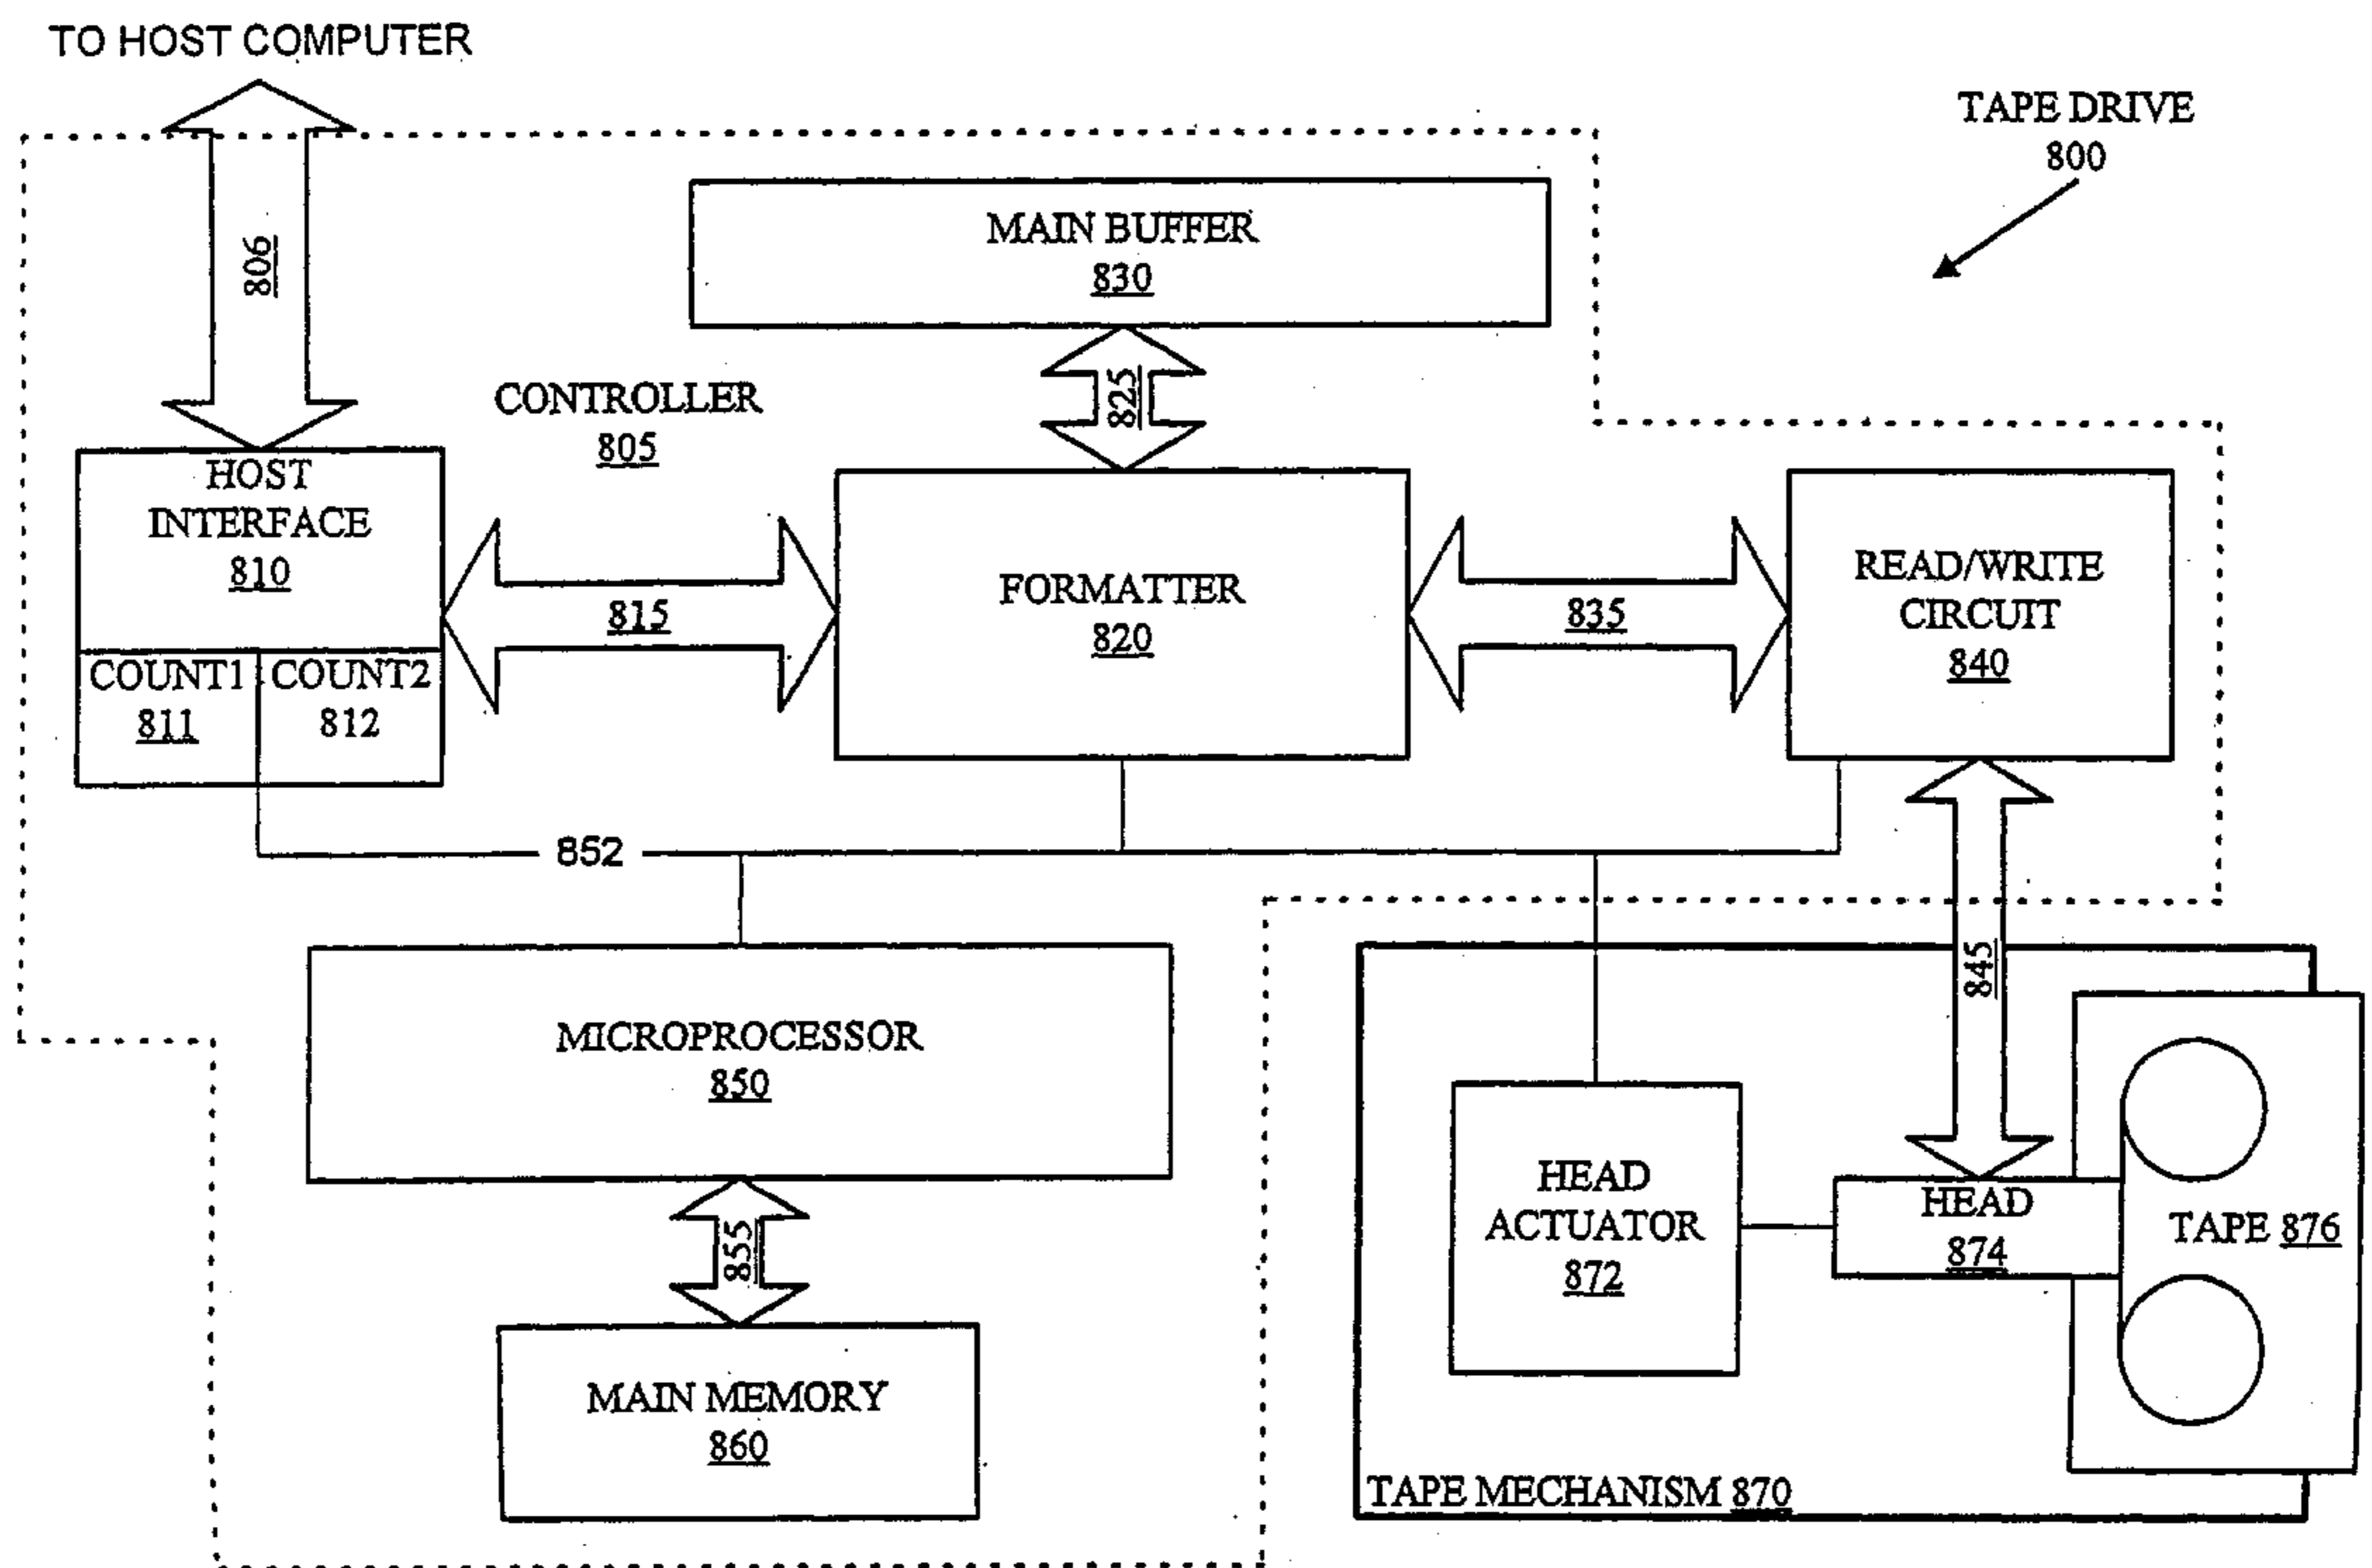 TO HOST COMPUTER
TAPE DRIVE
800
806
MAIN BUFFER
830
825
CONTROLLER
805
HOST
INTERFACE
810
COUNT1
811
COUNT2
812
815
FORMATTER
820
835
READ/WRITE
CIRCUIT
840
852
845
MICROPROCESSOR
850
855
MAIN MEMORY
860
HEAD
ACTUATOR
872
HEAD
874
TAPE 876
TAPE MECHANISM 870